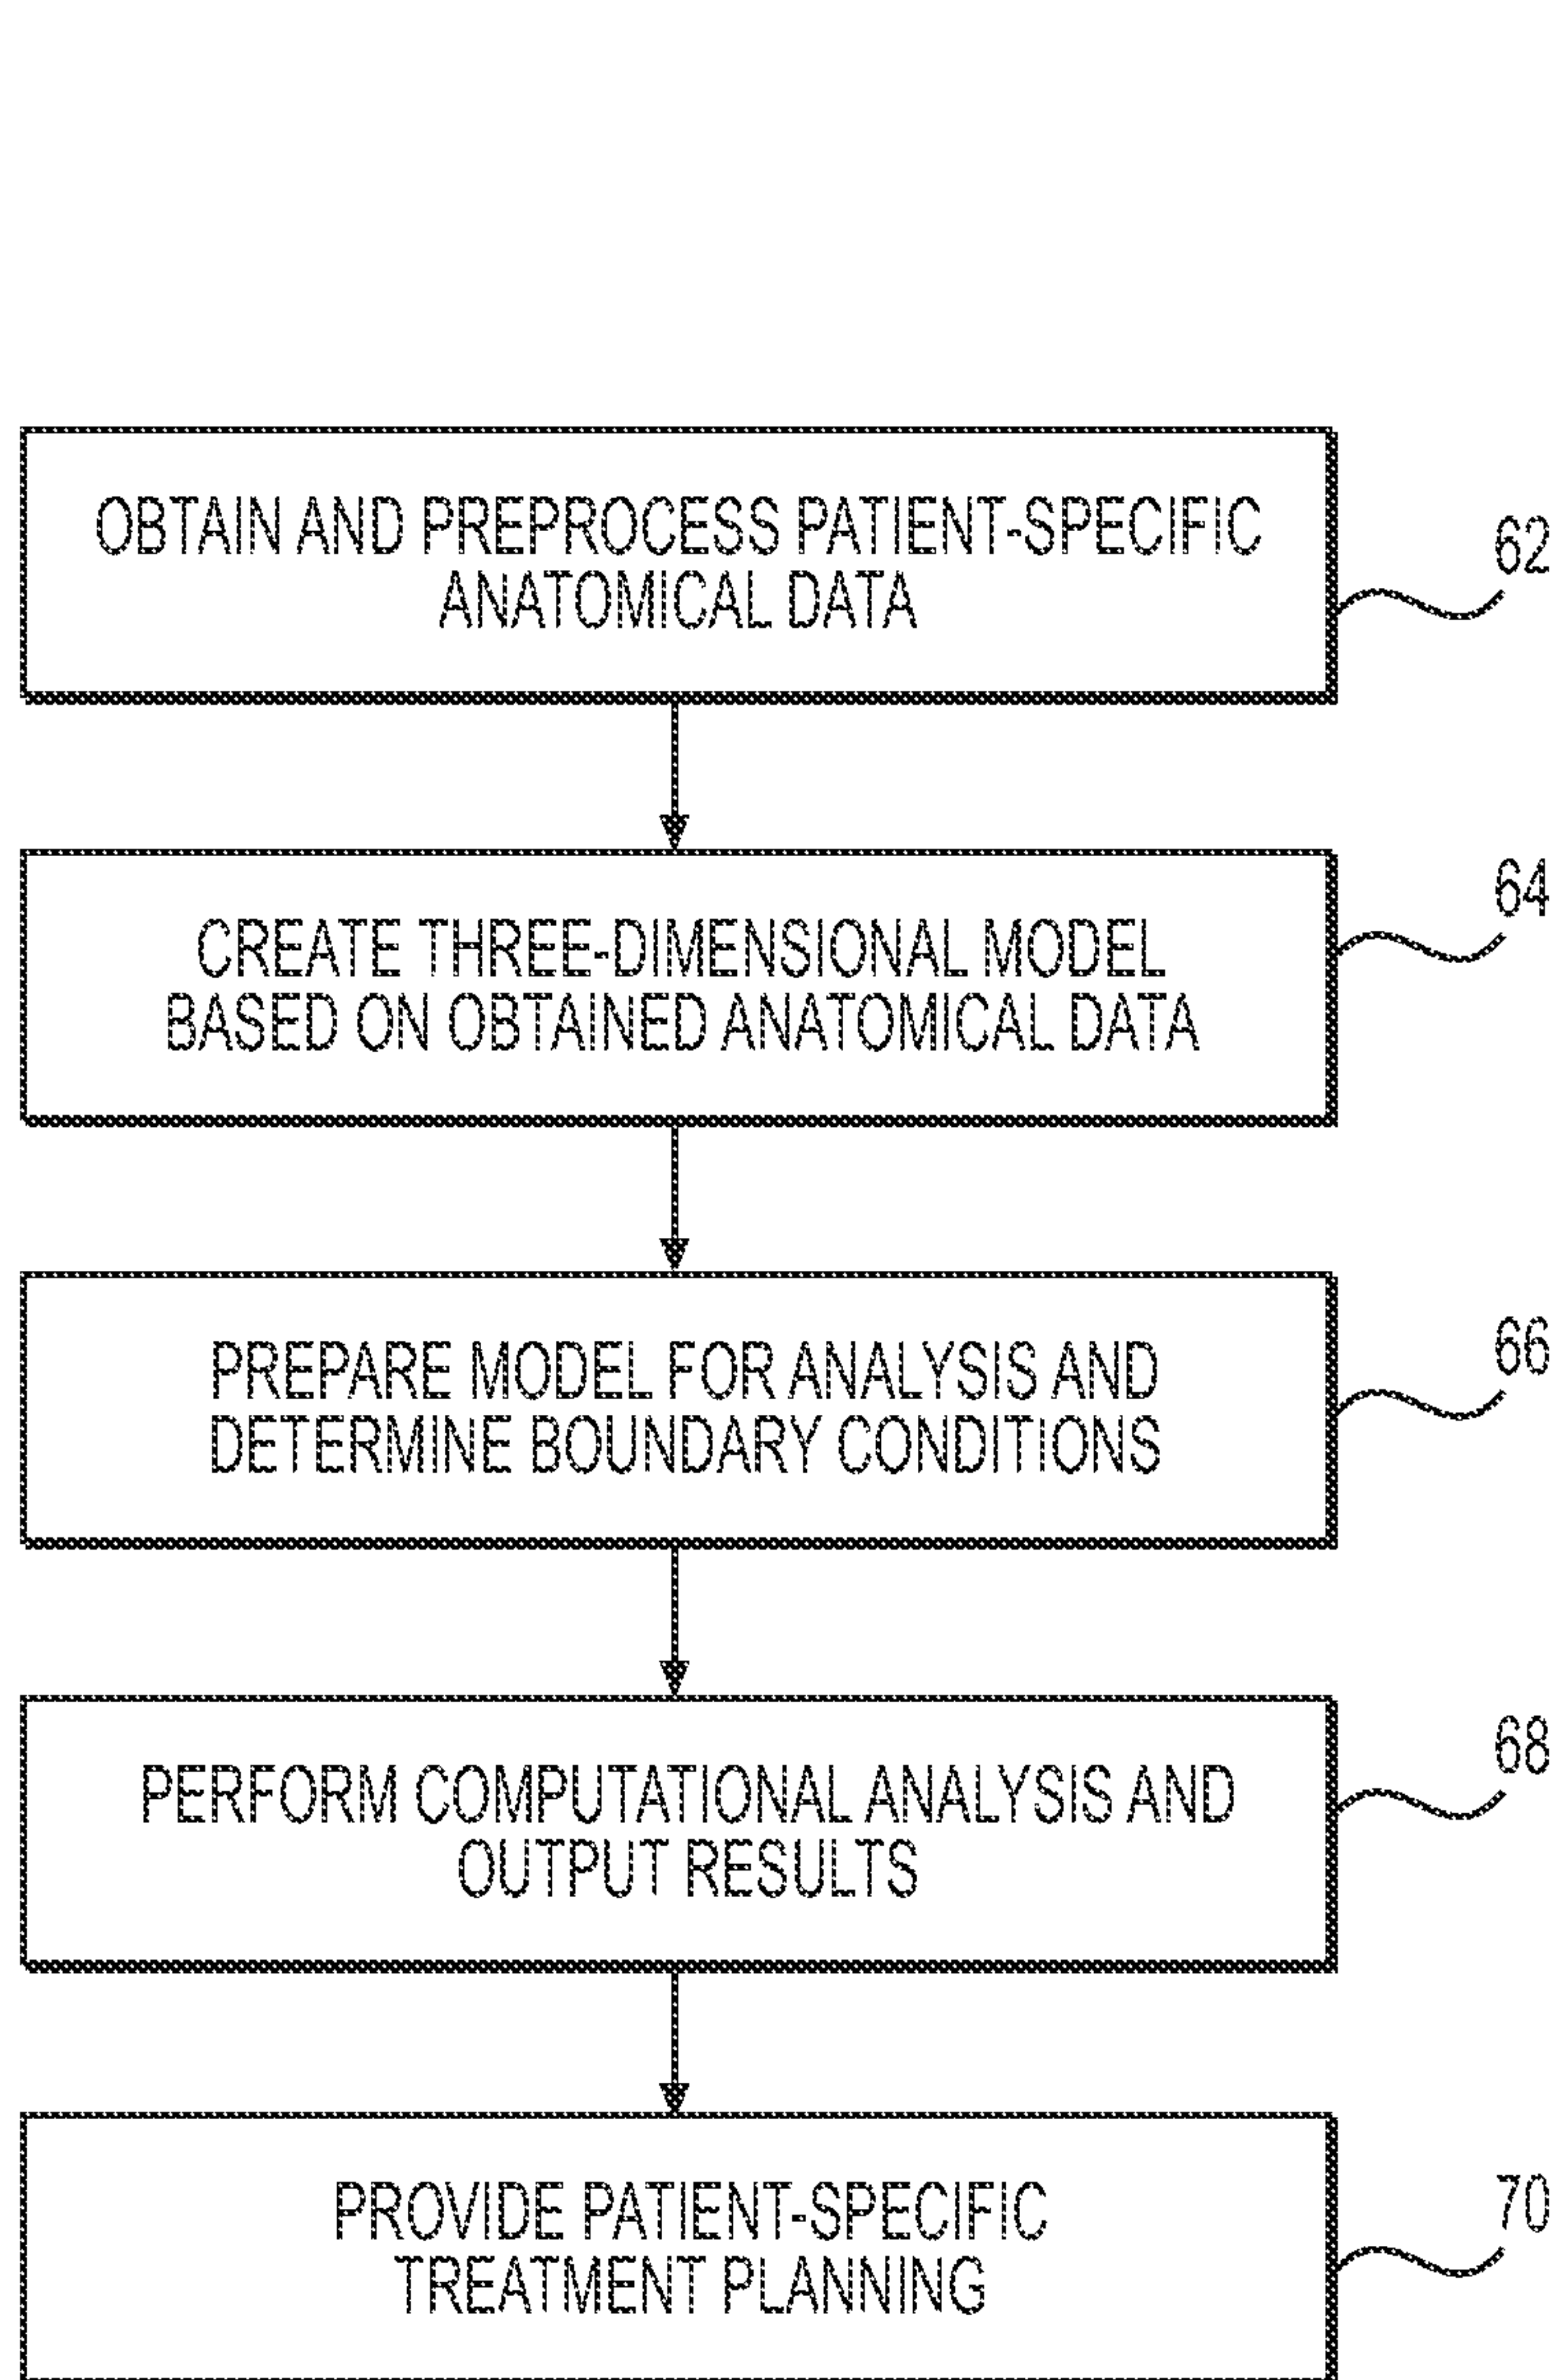 OBTAIN AND PREPROCESS PATIENT-SPECIFIC
ANATOMICAL DATA
62
CREATE THREE-DIMENSIONAL MODEL
BASED ON OBTAINED ANATOMICAL DATA
64
PREPARE MODEL FOR ANALYSIS AND
DETERMINE BOUNDARY CONDITIONS
66
PERFORM COMPUTATIONAL ANALYSIS AND
OUTPUT RESULTS
68
PROVIDE PATIENT-SPECIFIC
TREATMENT PLANNING
70